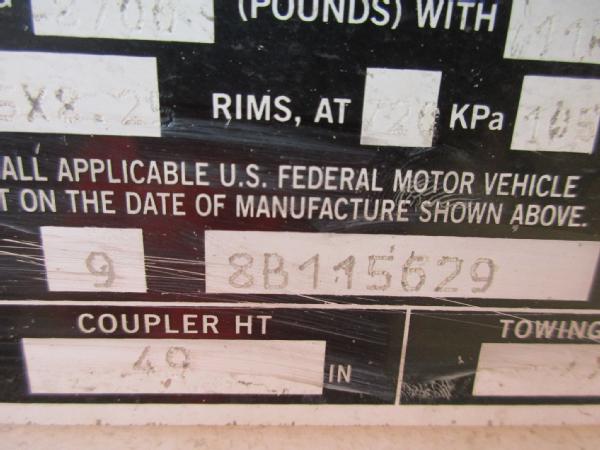 (POUNDS) WITH
RIMS, AT 720 KPa
ALL APPLICABLE U.S. FEDERAL MOTOR VEHICLE
T ON THE DATE OF MANUFACTURE SHOWN ABOVE.
9 8B115629
COUPLER HT TOWING
49 IN